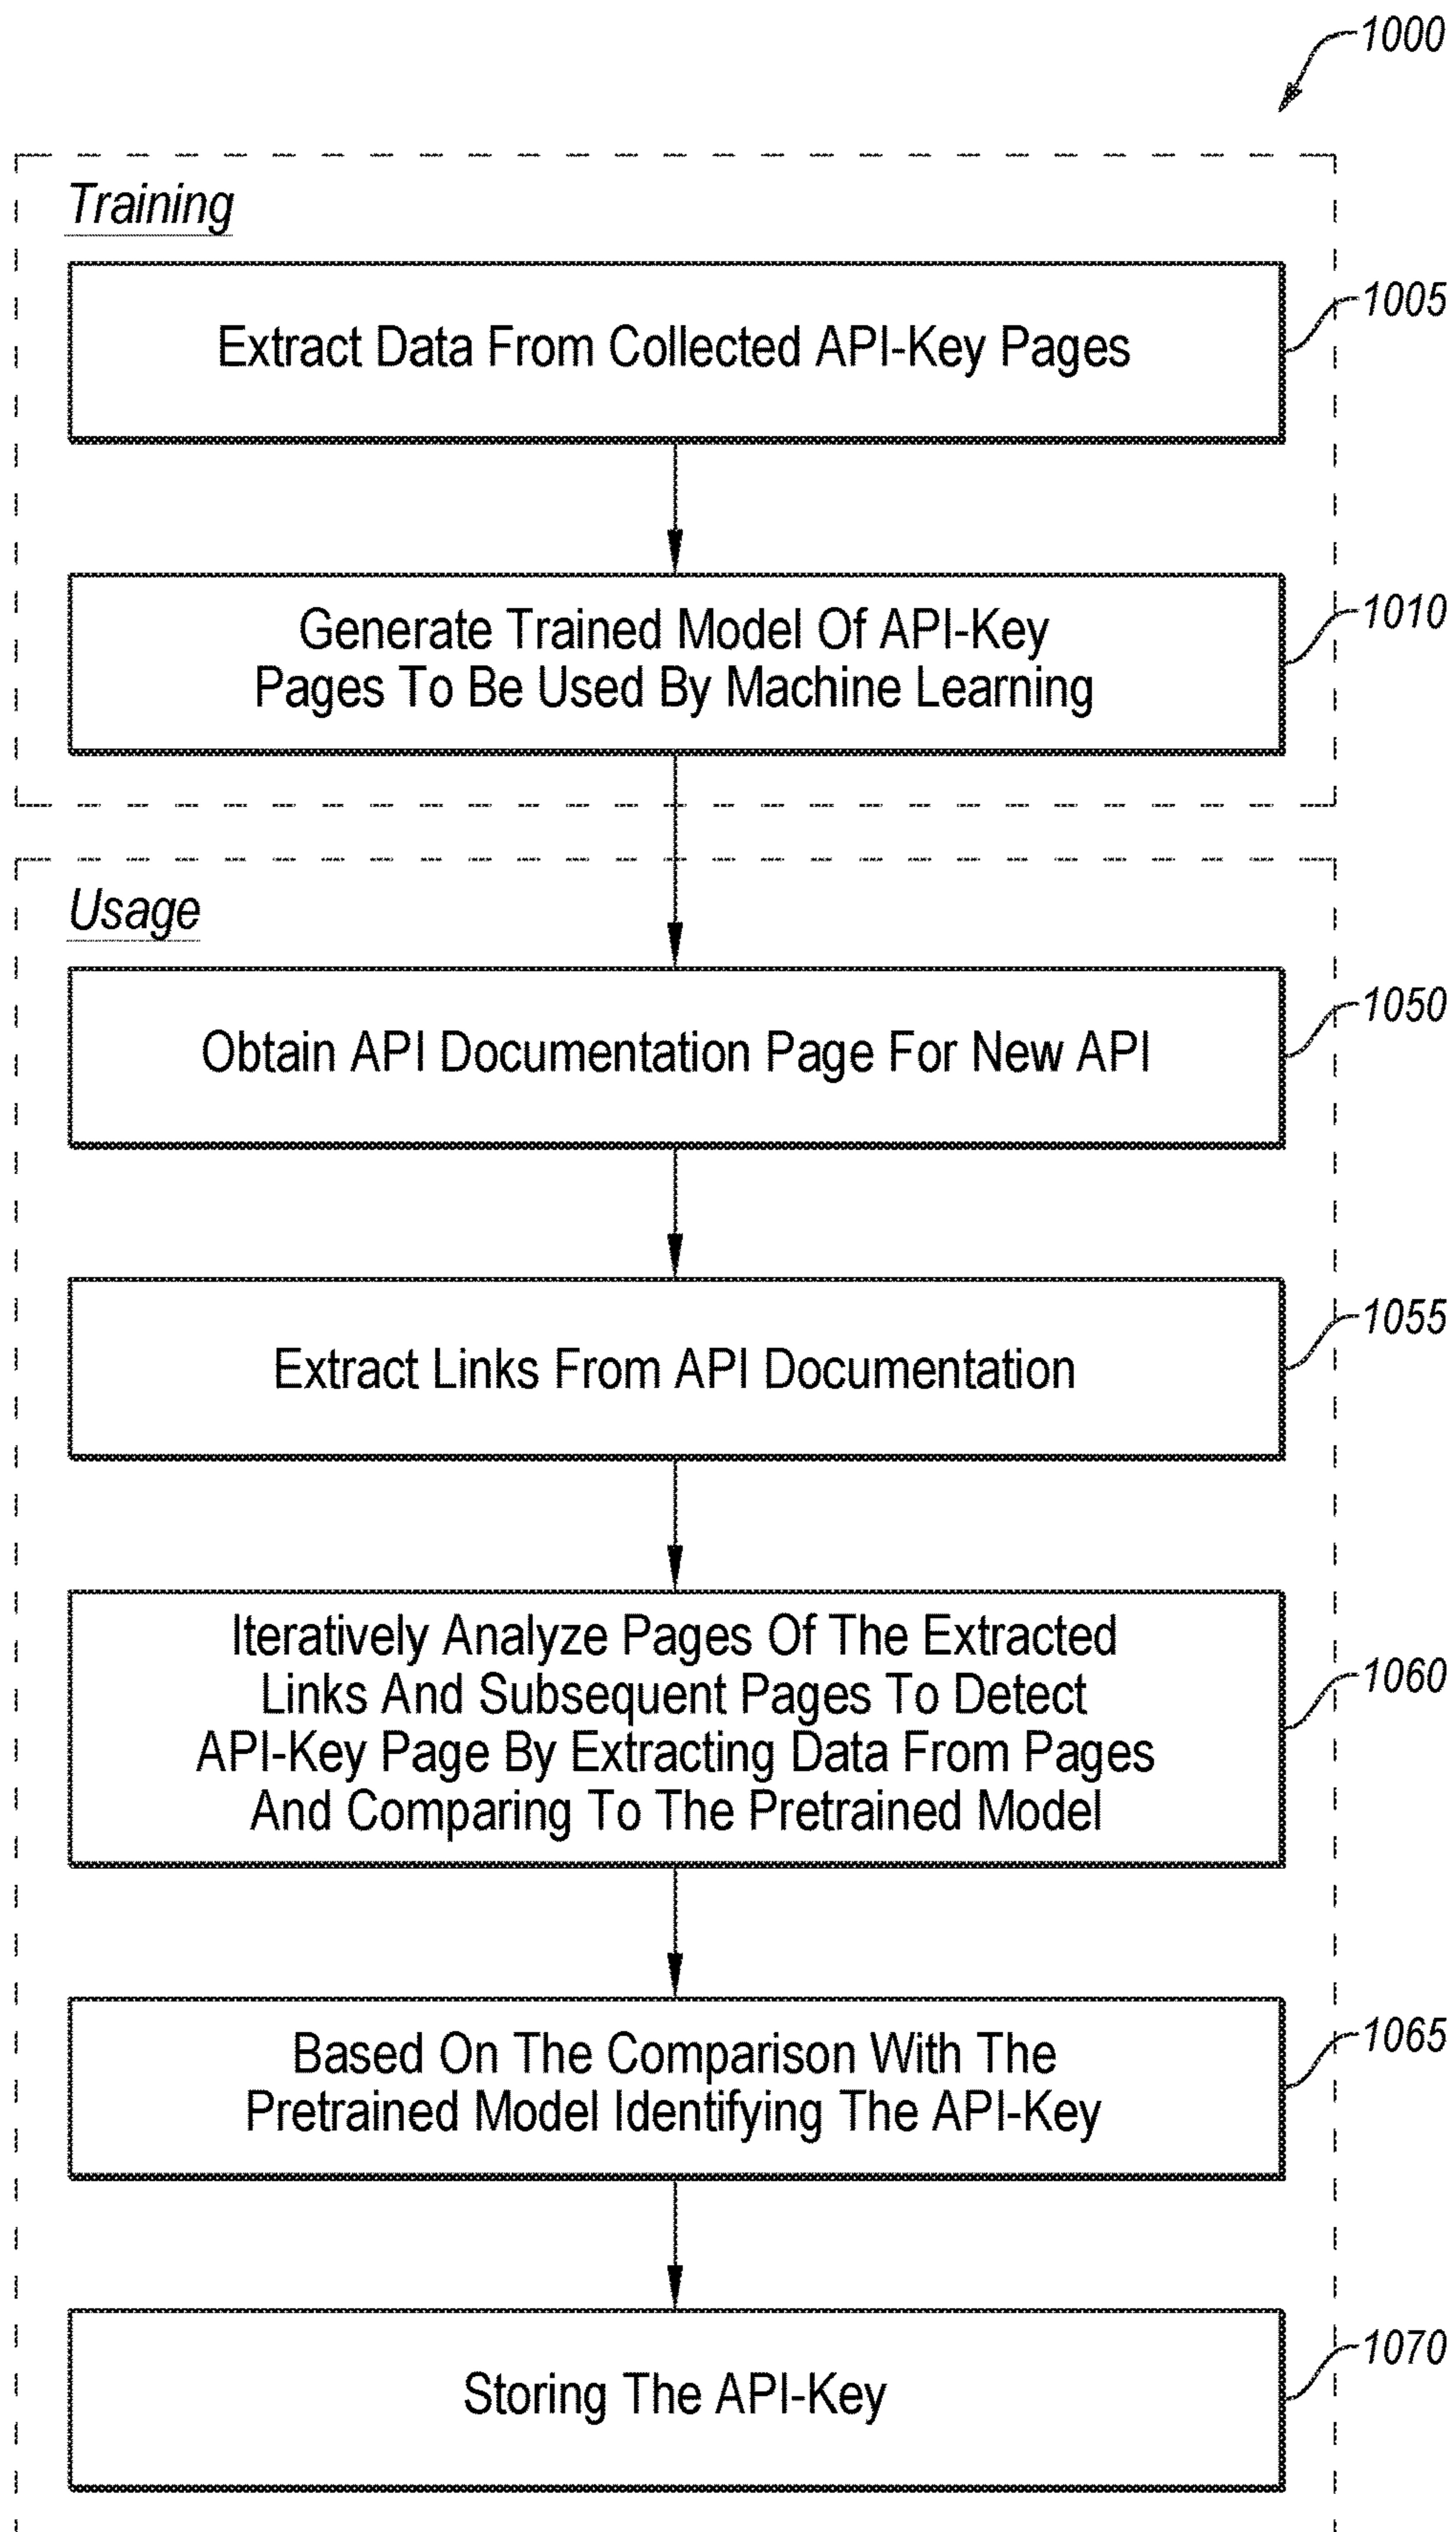 1000
Training
Extract Data From Collected API-Key Pages
1005
Generate Trained Model Of API-Key
Pages To Be Used By Machine Learning
1010
Usage
Obtain API Documentation Page For New API
1050
Extract Links From API Documentation
1055
Iteratively Analyze Pages Of The Extracted
Links And Subsequent Pages To Detect
API-Key Page By Extracting Data From Pages
And Comparing To The Pretrained Model
1060
Based On The Comparison With The
Pretrained Model Identifying The API-Key
1065
Storing The API-Key
1070